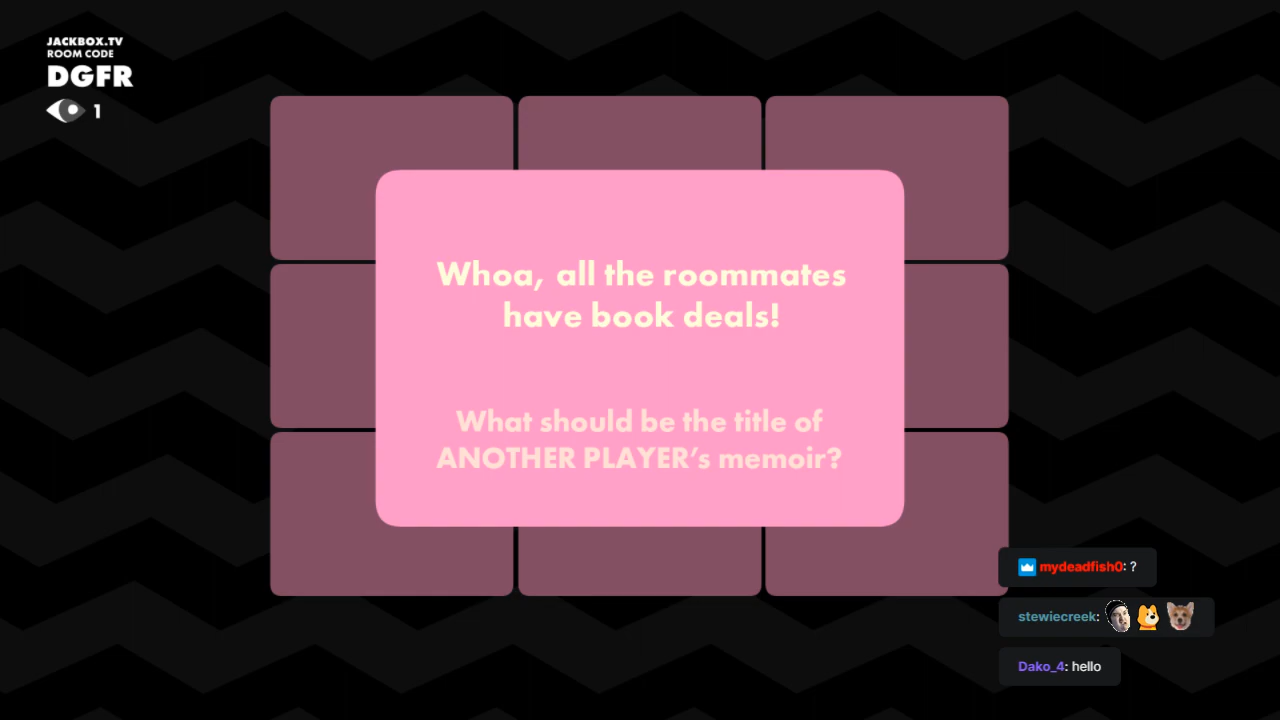 JACKBOX.TV
ROOM CODE
DGFR
1
Whoa, all the roommates
have book deals!
What should be the title of
ANOTHER PLAYER's memoir?
mydeadfish0: ?
stewiecreek:
Dako_4: hello